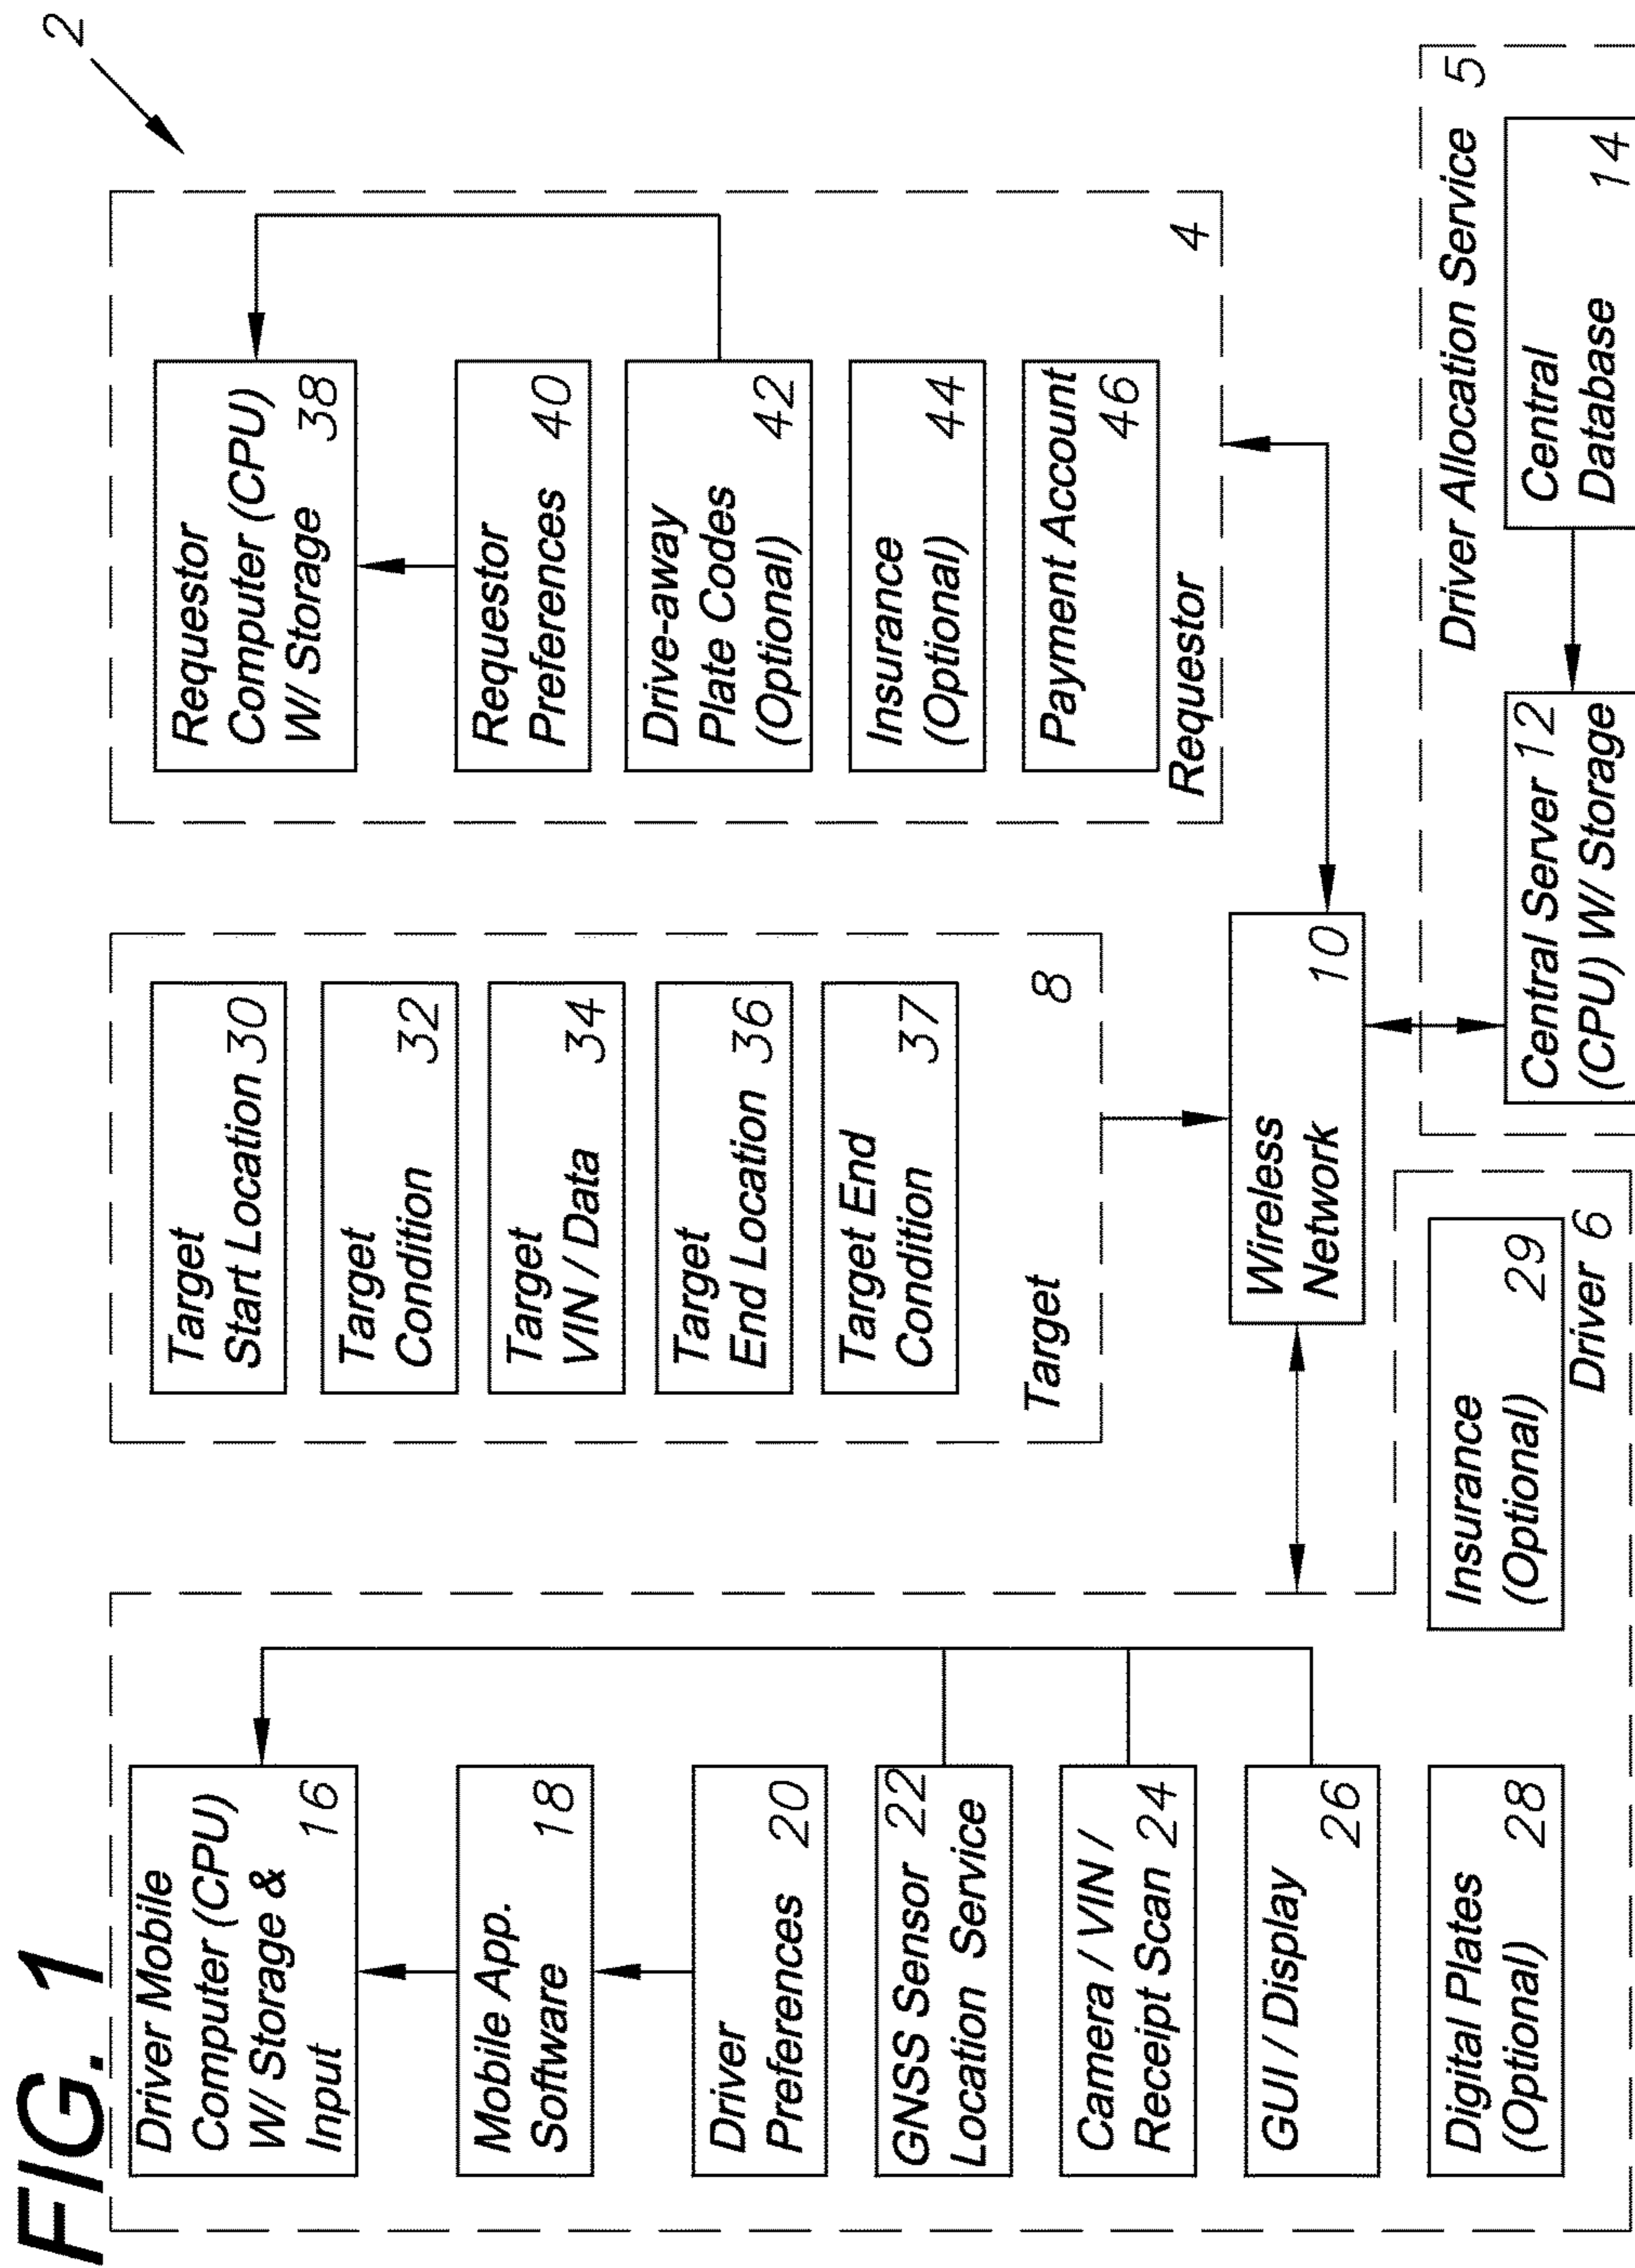 FIG. 1
2
Driver Mobile
Computer (CPU)
W/ Storage &
Input 16
Mobile App.
Software 18
Driver
Preferences 20
GNSS Sensor 22
Location Service
Camera / VIN /
Receipt Scan 24
GUI / Display
26
Digital Plates
(Optional) 28
Insurance
(Optional) 29
Driver 6
Target
Start Location 30
Target
Condition 32
Target
VIN / Data 34
Target
End Location 36
Target End
Condition 37
Target 8
Requestor
Computer (CPU)
W/ Storage 38
Requestor
Preferences 40
Drive-away
Plate Codes
(Optional) 42
Insurance
(Optional) 44
Payment Account
46
Requestor 4
Wireless
Network 10
Driver Allocation Service 5
Central Server 12
(CPU) W/ Storage
Central
Database 14